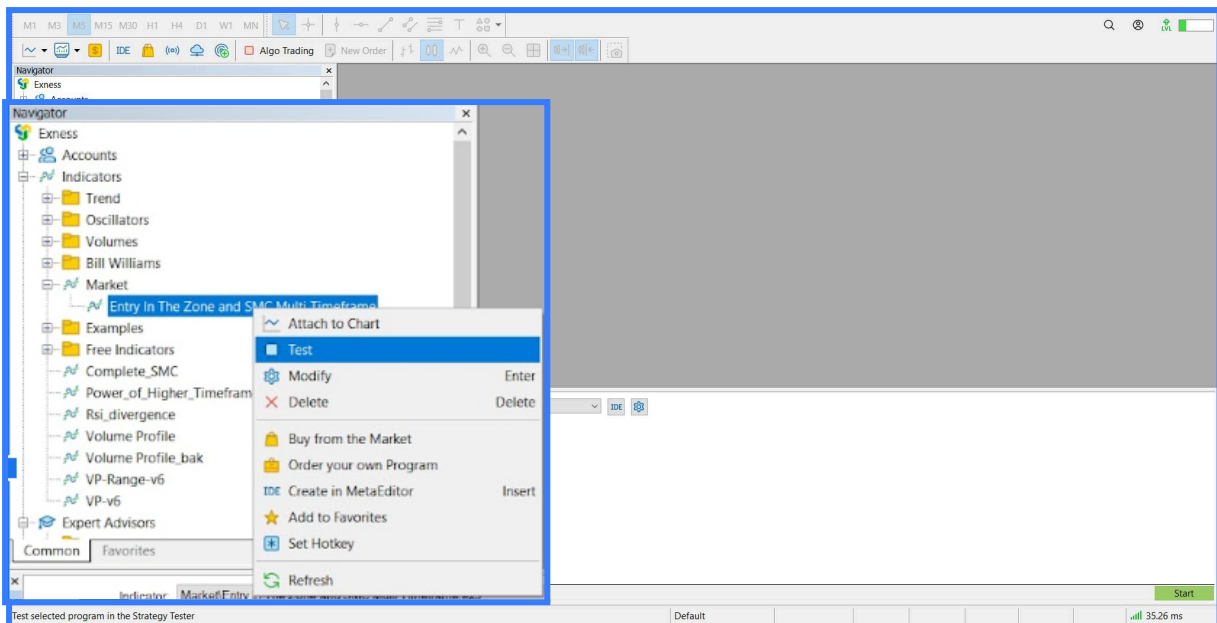 M1 M3 M5 M15 M30 H1 H4 D1 W1 MN T
LVL
$ IDE Algo Trading New Order
Navigator
Exness
Accounts
Navigator
Exness
Accounts
Indicators
Trend
Oscillators
Volumes
Bill Williams
Market
Entry In The Zone and SMC Multi Timeframe
Examples
Free Indicators
Complete_SMC
Power_of_Higher_Timefram
Rsi_divergence
Volume Profile
Volume Profile_bak
VP-Range-v6
VP-v6
Expert Advisors
Common Favorites
Attach to Chart
Test
Modify Enter
Delete Delete
Buy from the Market
Order your own Program
IDE Create in MetaEditor Insert
Add to Favorites
Set Hotkey
Refresh
IDE
Indicator Market\Entry
Start
Test selected program in the Strategy Tester Default 35.26 ms